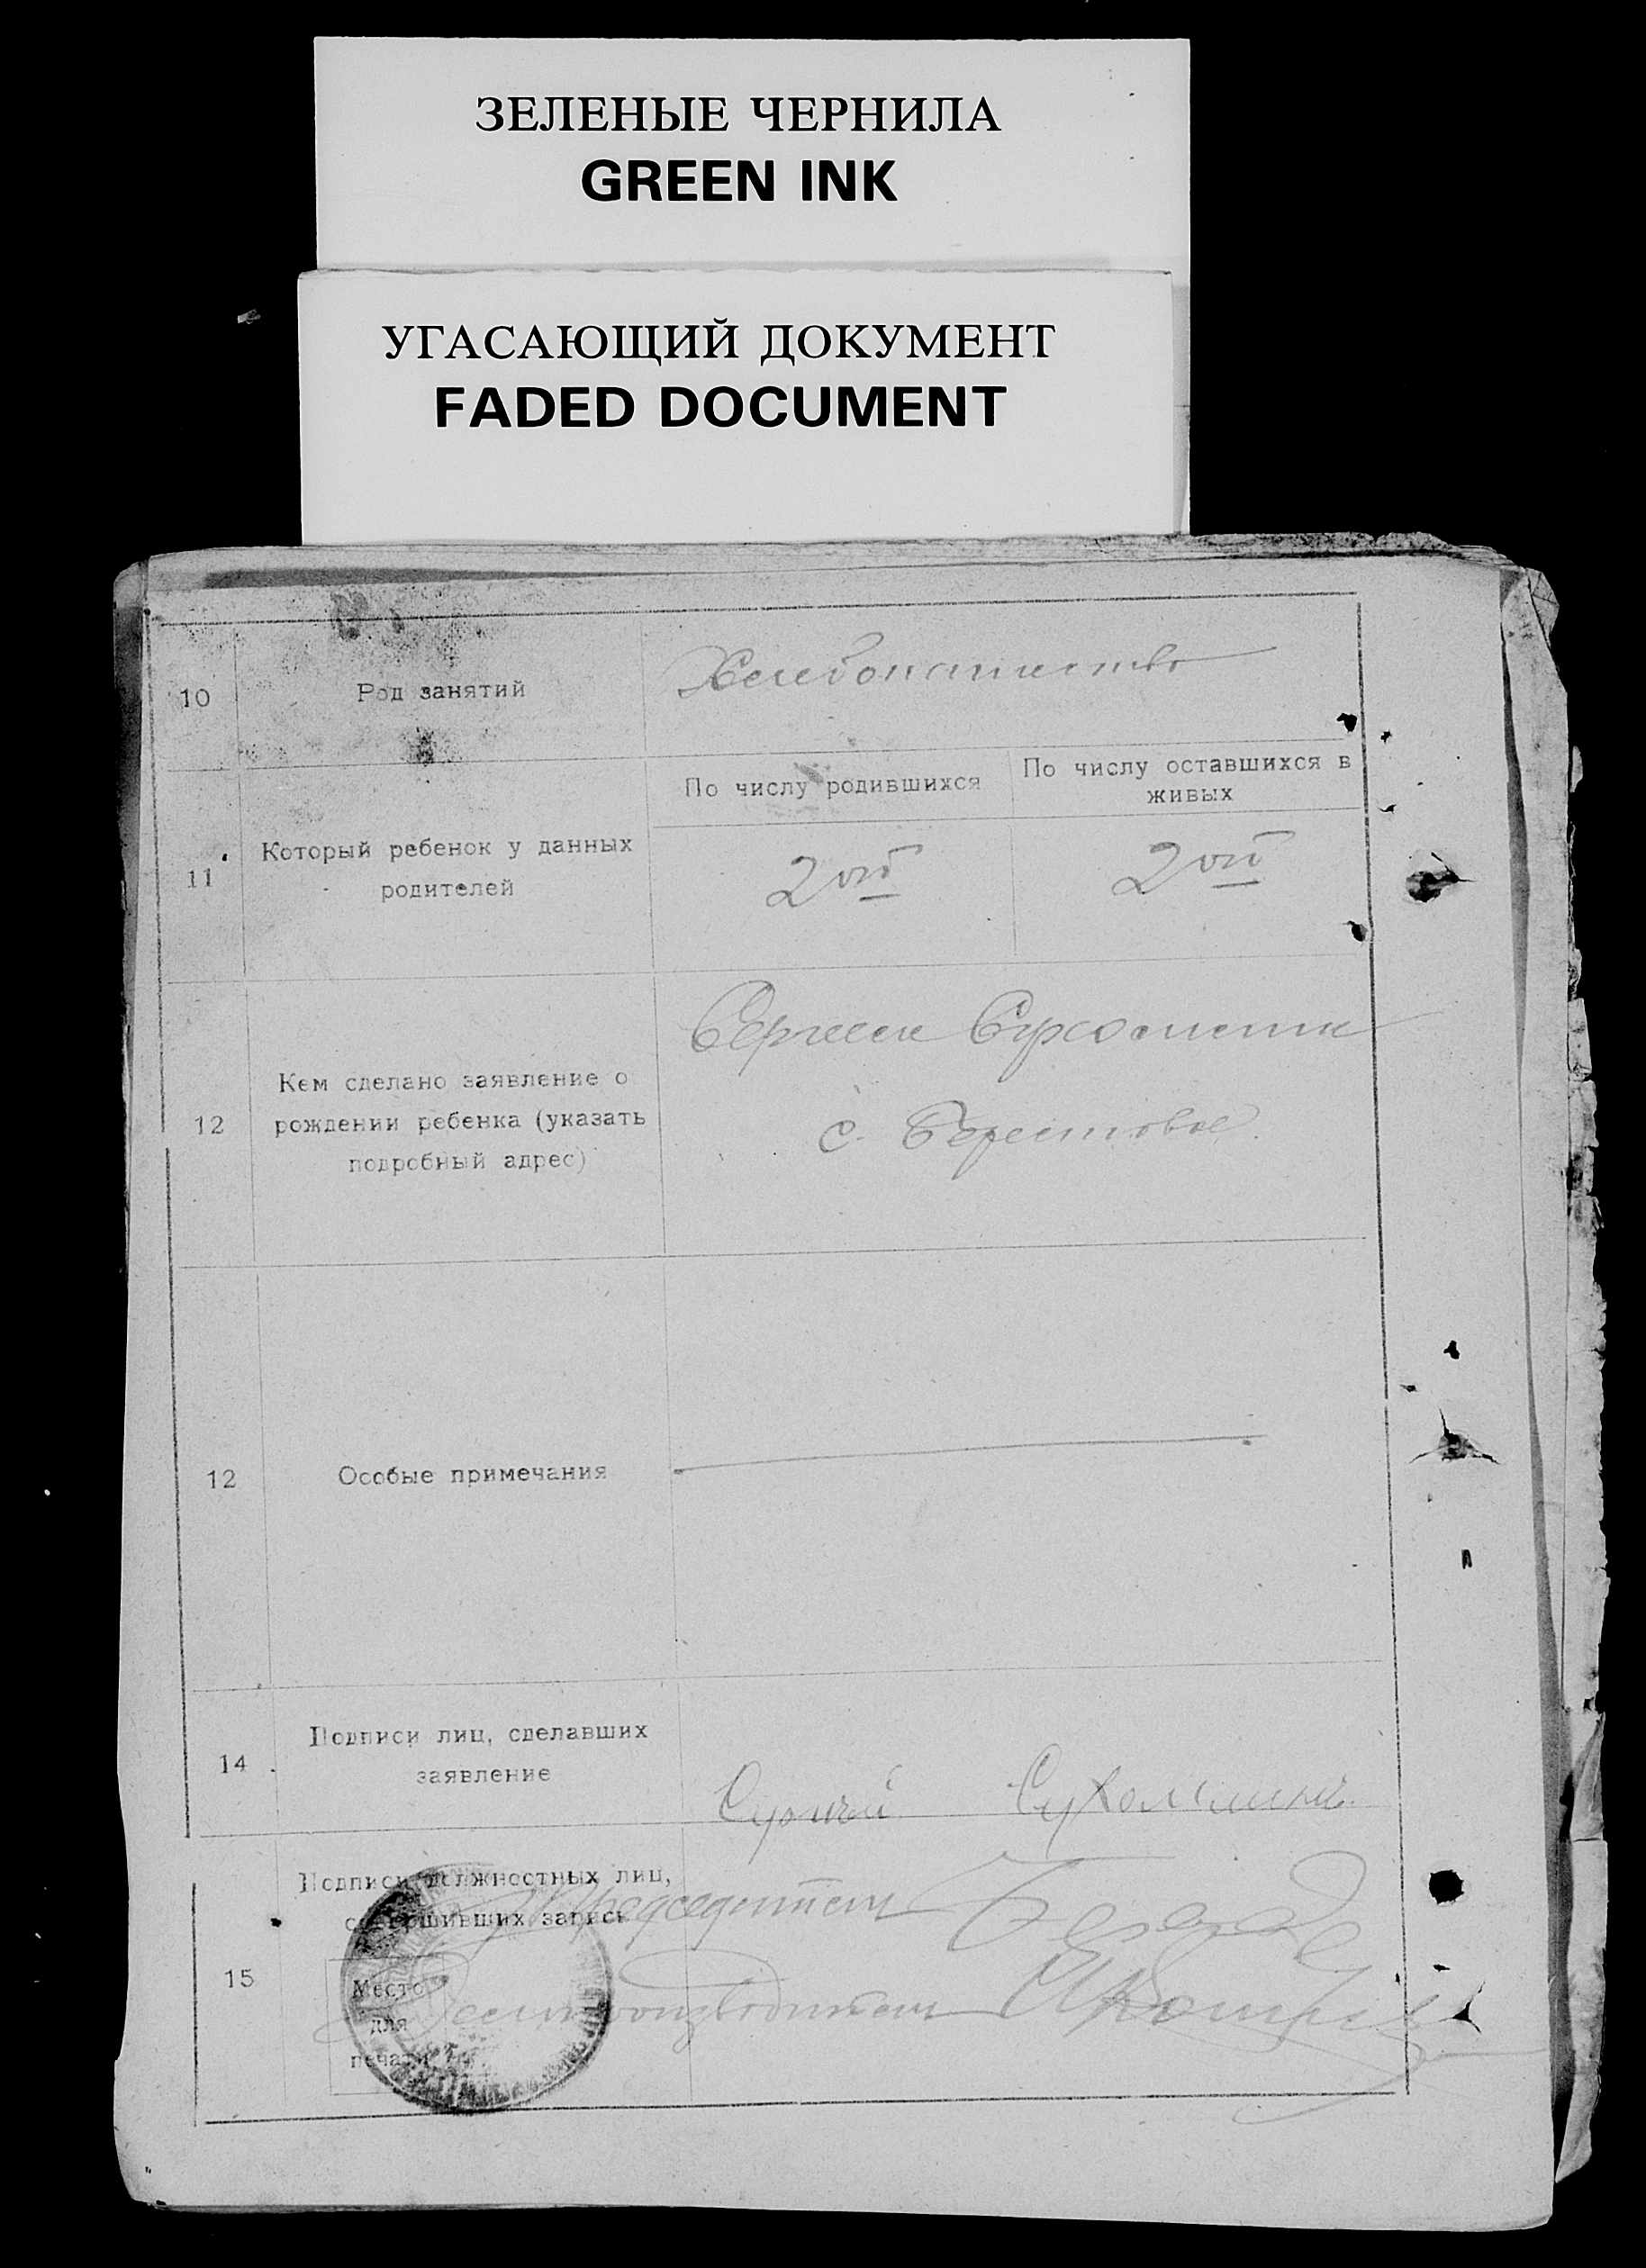 ЗЕЛЕНЫЕ ЧЕРНИЛА
GREEN INK
УГАСАЮЩИЙ ДОКУМЕНТ
FADED DOCUMENT
10 Род занятий Хлебопашество
11 Который ребенок у данных родителей
По числу родившихся
По числу оставшихся в живых
2ой 2ой
12 Кем сделано заявление о
рождении ребенка (указать
подробный адрес)
Сергеем Сухомлин
с. Берестовое.
12 Особые примечания
14 Подписи лиц, сделавших
заявление
Сухомлин
15 Подписи должностных лиц,
совершивших запись
Председатель
Место
для
печати
Делопроизводитель